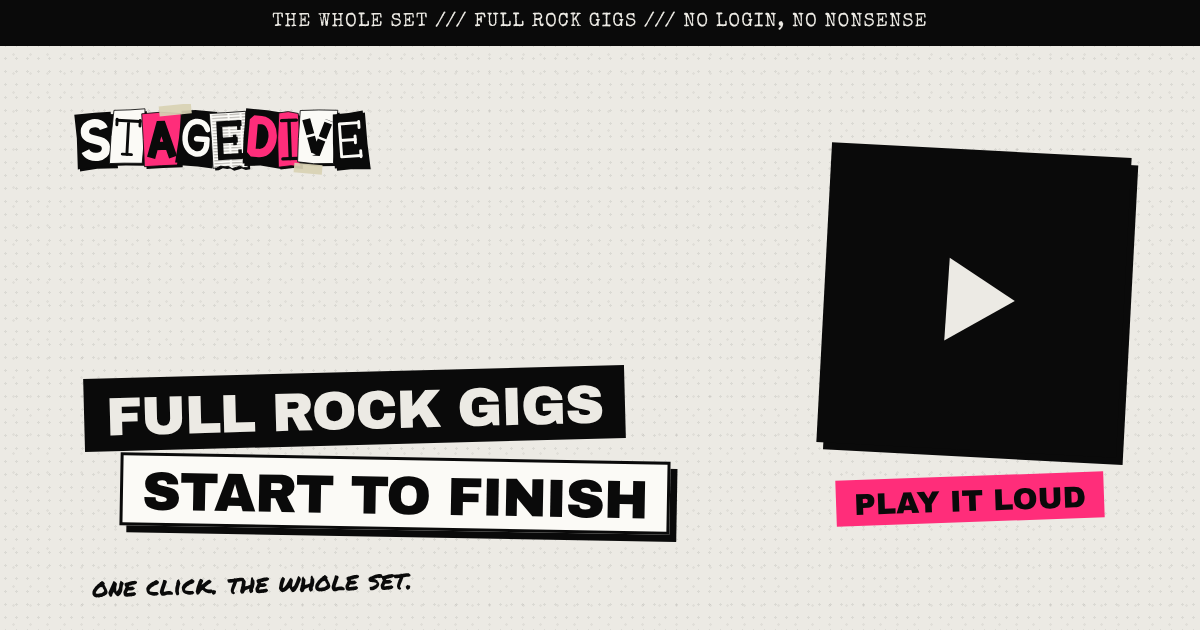 THE WHOLE SET /// FULL ROCK GIGS /// NO LOGIN, NO NONSENSE
STAGEDIVE
FULL ROCK GIGS
START TO FINISH
PLAY IT LOUD
ONE CLICK. THE WHOLE SET.